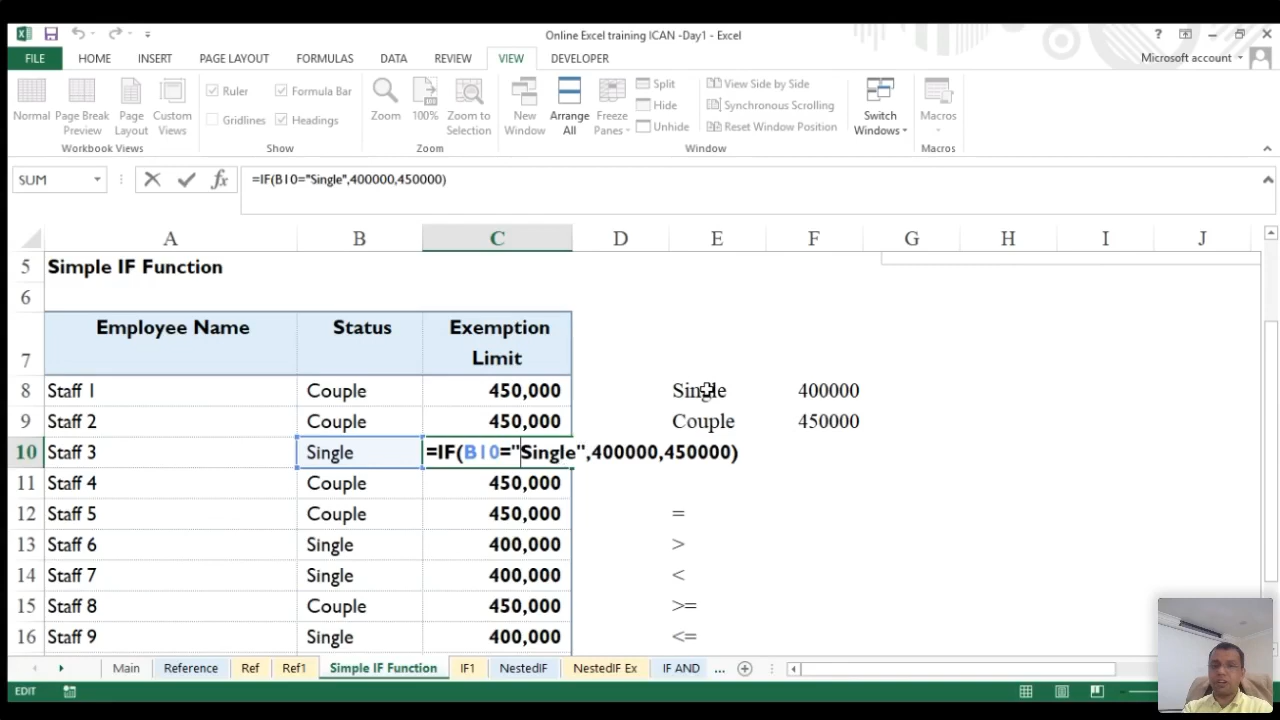 Online Excel training ICAN -Day1 - Excel
?
FILE HOME INSERT PAGE LAYOUT FORMULAS DATA REVIEW VIEW DEVELOPER
Microsoft account
Normal
Page Break
Preview
Page
Layout
Custom
Views
Workbook Views
Ruler
Formula Bar
Gridlines
Headings
Show
Zoom
100%
Zoom to
Selection
Zoom
New
Window
Arrange
All
Freeze
Panes
Split
Hide
Unhide
View Side by Side
Synchronous Scrolling
Reset Window Position
Window
Switch
Windows
Macros
Macros
SUM
fx
=IF(B10="Single",400000,450000)
A B C D E F G H I J
5 Simple IF Function
6
Employee Name Status Exemption
7 Limit
8 Staff 1 Couple 450,000 Single 400000
9 Staff 2 Couple 450,000 Couple 450000
10 Staff 3 Single =IF(B10="Single",400000,450000)
11 Staff 4 Couple 450,000
12 Staff 5 Couple 450,000 =
13 Staff 6 Single 400,000 >
14 Staff 7 Single 400,000 <
15 Staff 8 Couple 450,000 >=
16 Staff 9 Single 400,000 <=
Main Reference Ref Ref1 Simple IF Function IF1 NestedIF NestedIF Ex IF AND ...
EDIT